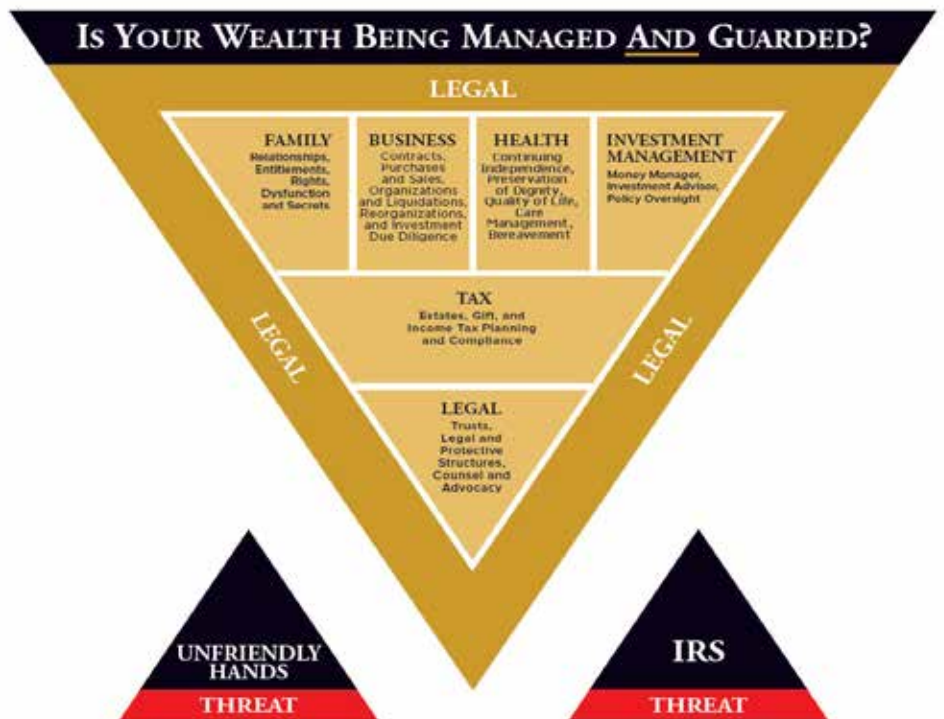 IS YOUR WEALTH BEING MANAGED AND GUARDED?
LEGAL
FAMILY
Relationships,
Entitlements,
Rights,
Dysfunction
and Secrets
BUSINESS
Contracts,
Purchases
and Sales,
Organizations
and Liquidations,
Reorganizations,
and Investment
Due Diligence
HEALTH
Continuing
Independence,
Preservation
of Dignity,
Quality of Life,
Care
Management,
Bereavement
INVESTMENT
MANAGEMENT
Money Manager,
Investment Advisor,
Policy Oversight
TAX
Estates, Gift, and
Income Tax Planning
and Compliance
LEGAL
LEGAL
LEGAL
Trusts,
Legal and
Protective
Structures,
Counsel and
Advocacy
UNFRIENDLY
HANDS
THREAT
IRS
THREAT